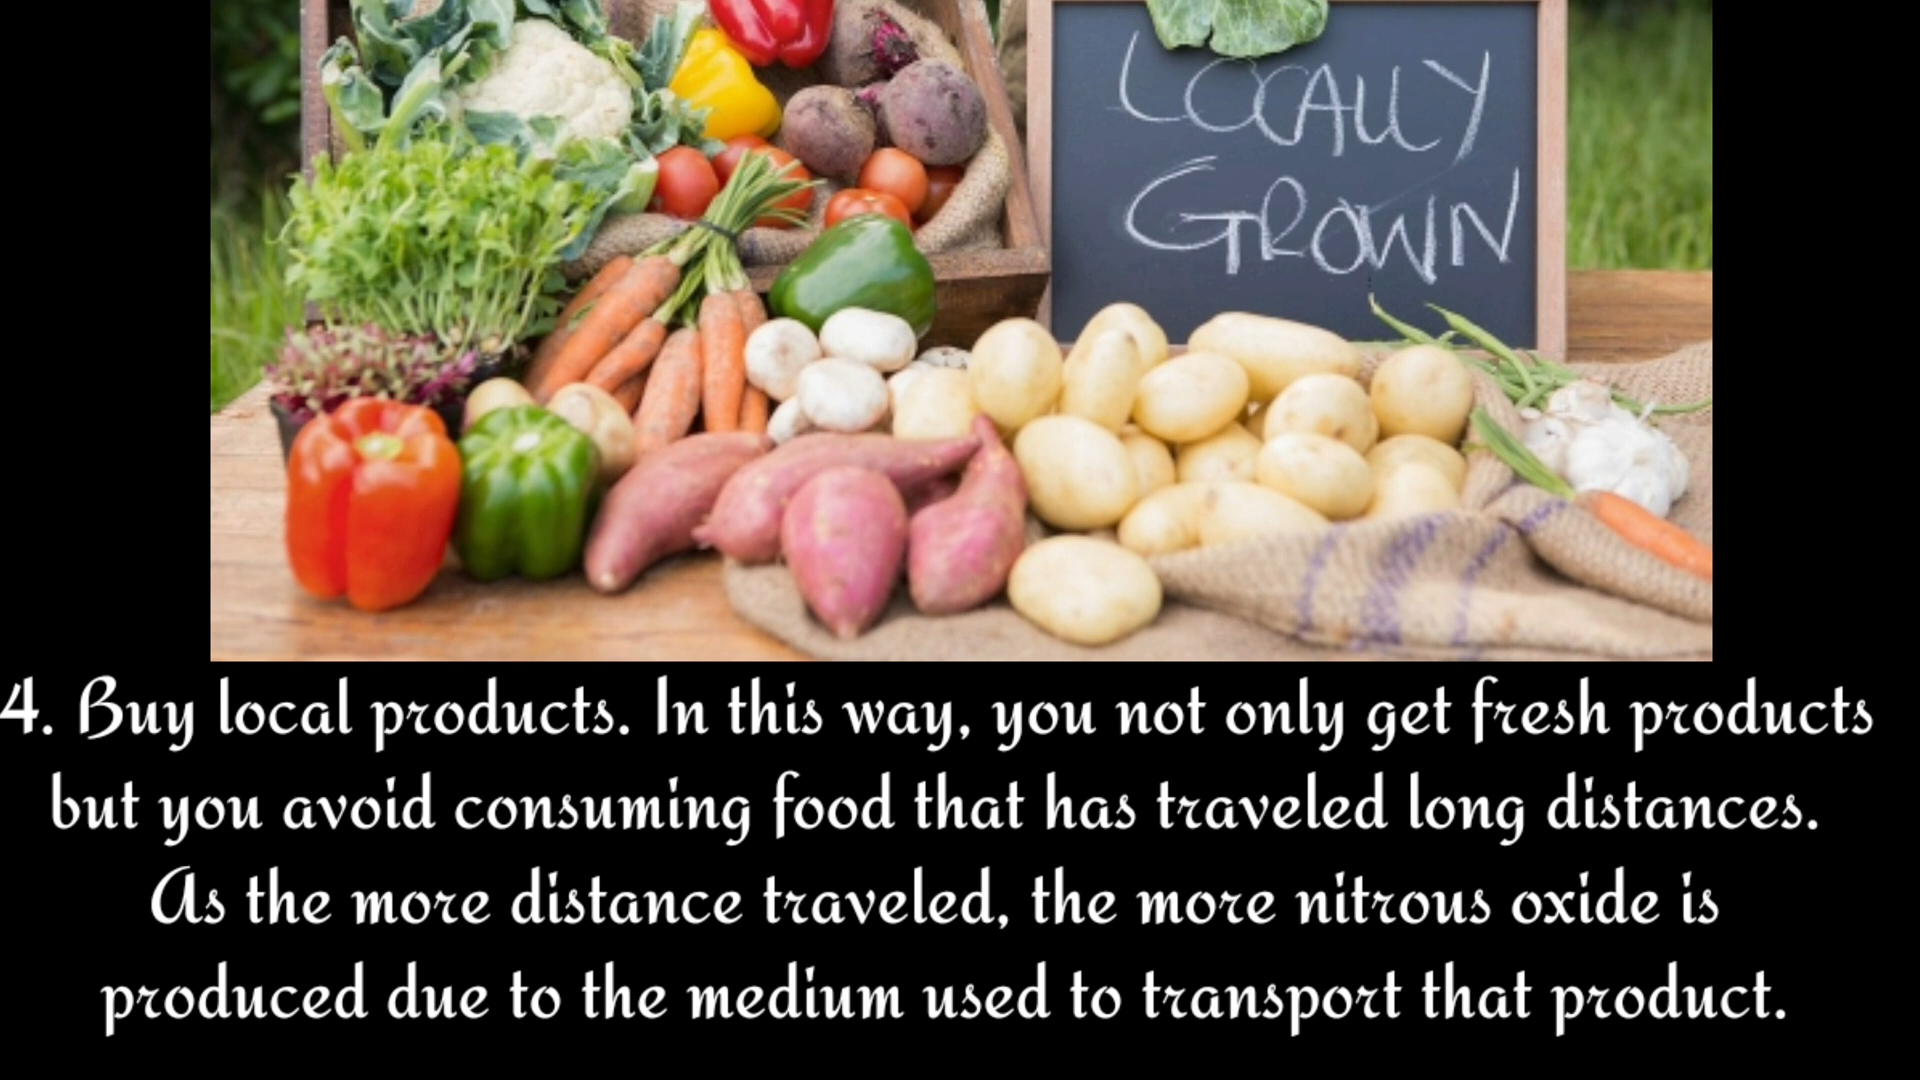 LOCALLY
GROWN
4. Buy local products. In this way, you not only get fresh products
but you avoid consuming food that has traveled long distances.
As the more distance traveled, the more nitrous oxide is
produced due to the medium used to transport that product.